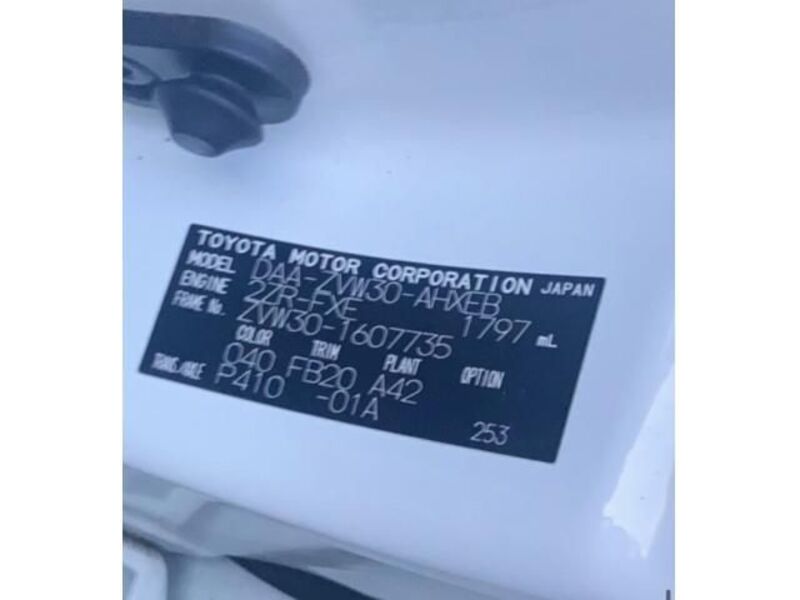 TOYOTA MOTOR CORPORATION JAPAN
MODEL DAA-ZVW30-AHXEB
ENGINE 2ZR-FXE 1797 mL
FRAME No. ZVW30-1607735
COLOR TRIM PLANT OPTION
040 FB20 A42
TRANS/AXLE P410 -01A
253